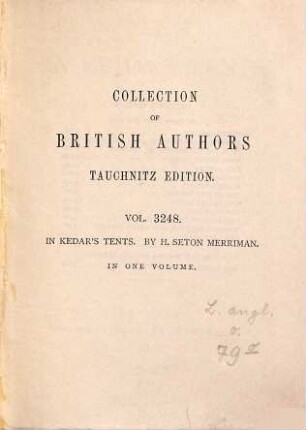 COLLECTION
OF
BRITISH AUTHORS
TAUCHNITZ EDITION.
VOL. 3248.
IN KEDAR'S TENTS. BY H. SETON MERRIMAN.
IN ONE VOLUME.
L. angl.
o.
79